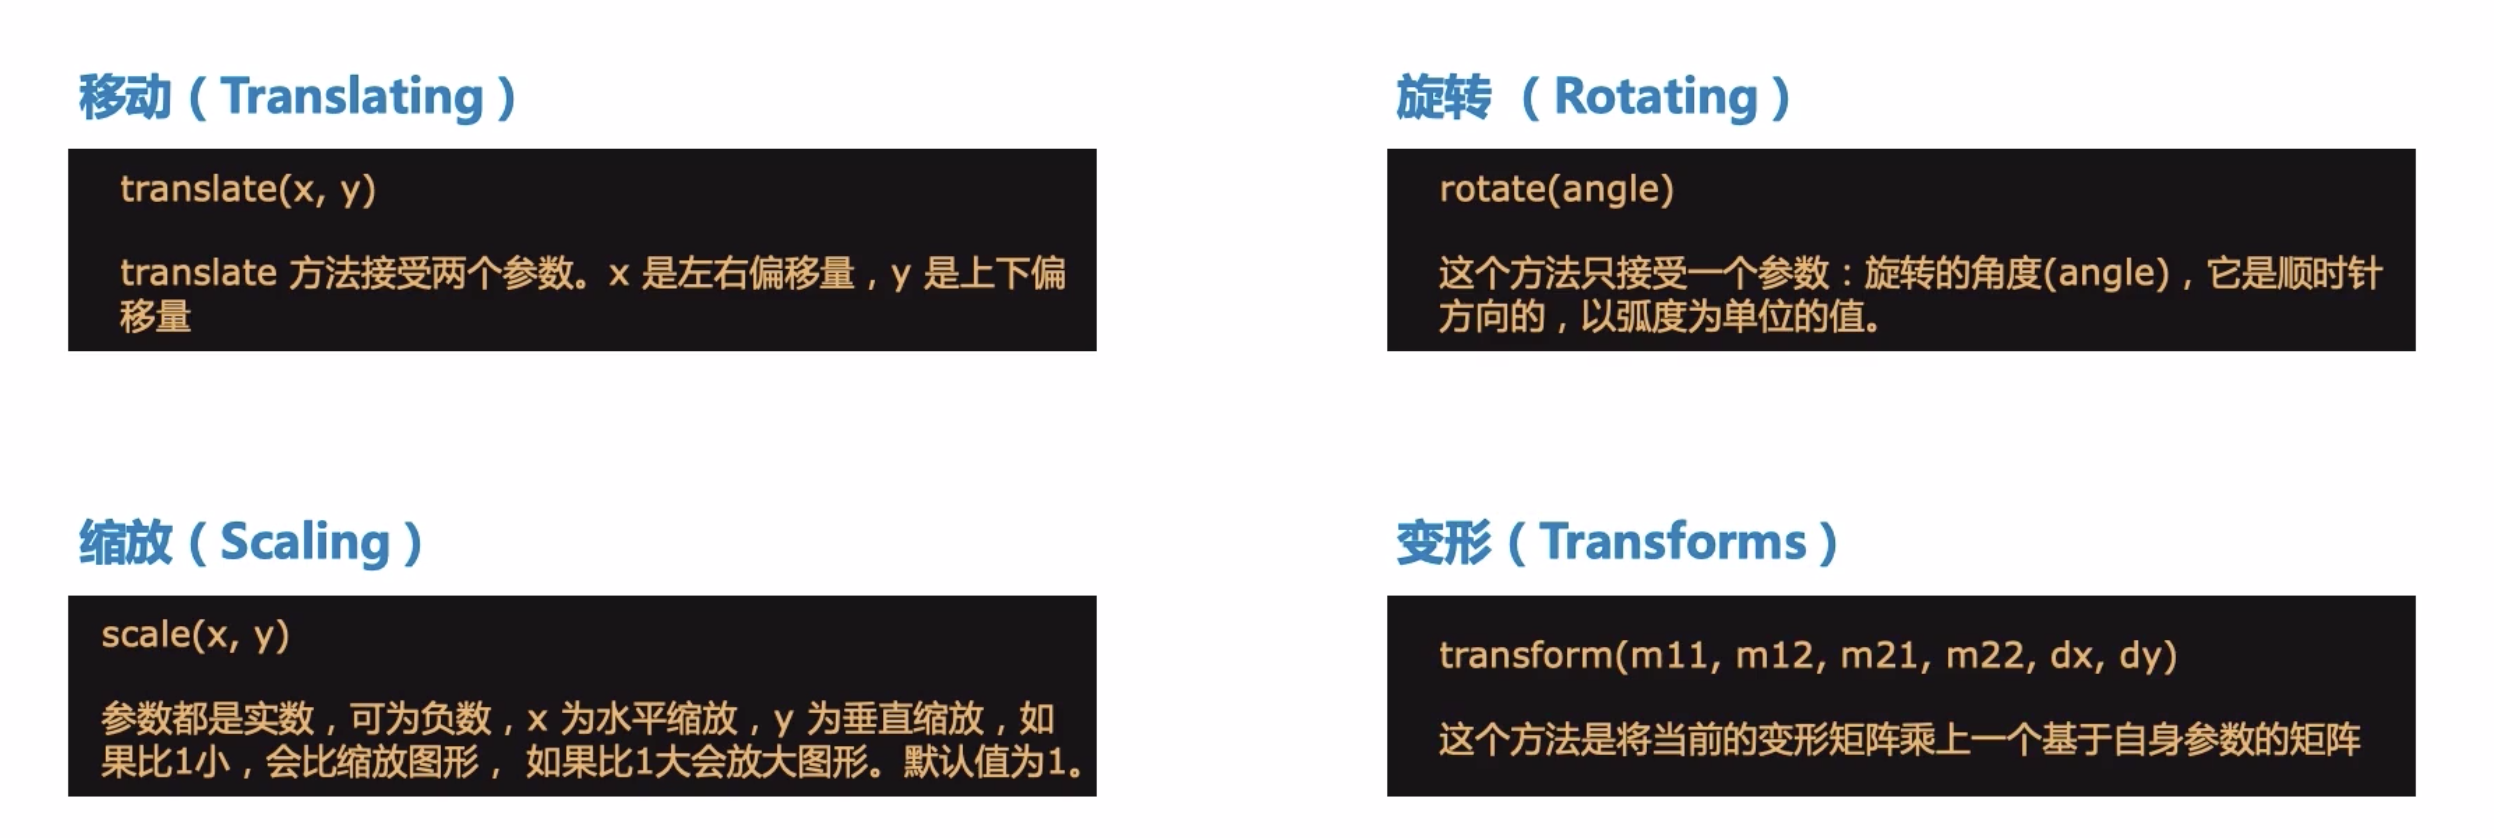 移动（Translating）
translate(x, y)
translate 方法接受两个参数。x 是左右偏移量，y 是上下偏
移量
旋转 （Rotating）
rotate(angle)
这个方法只接受一个参数：旋转的角度(angle)，它是顺时针
方向的，以弧度为单位的值。
缩放（Scaling）
scale(x, y)
参数都是实数，可为负数，x 为水平缩放，y 为垂直缩放，如
果比1小，会比缩放图形， 如果比1大会放大图形。默认值为1。
变形（Transforms）
transform(m11, m12, m21, m22, dx, dy)
这个方法是将当前的变形矩阵乘上一个基于自身参数的矩阵